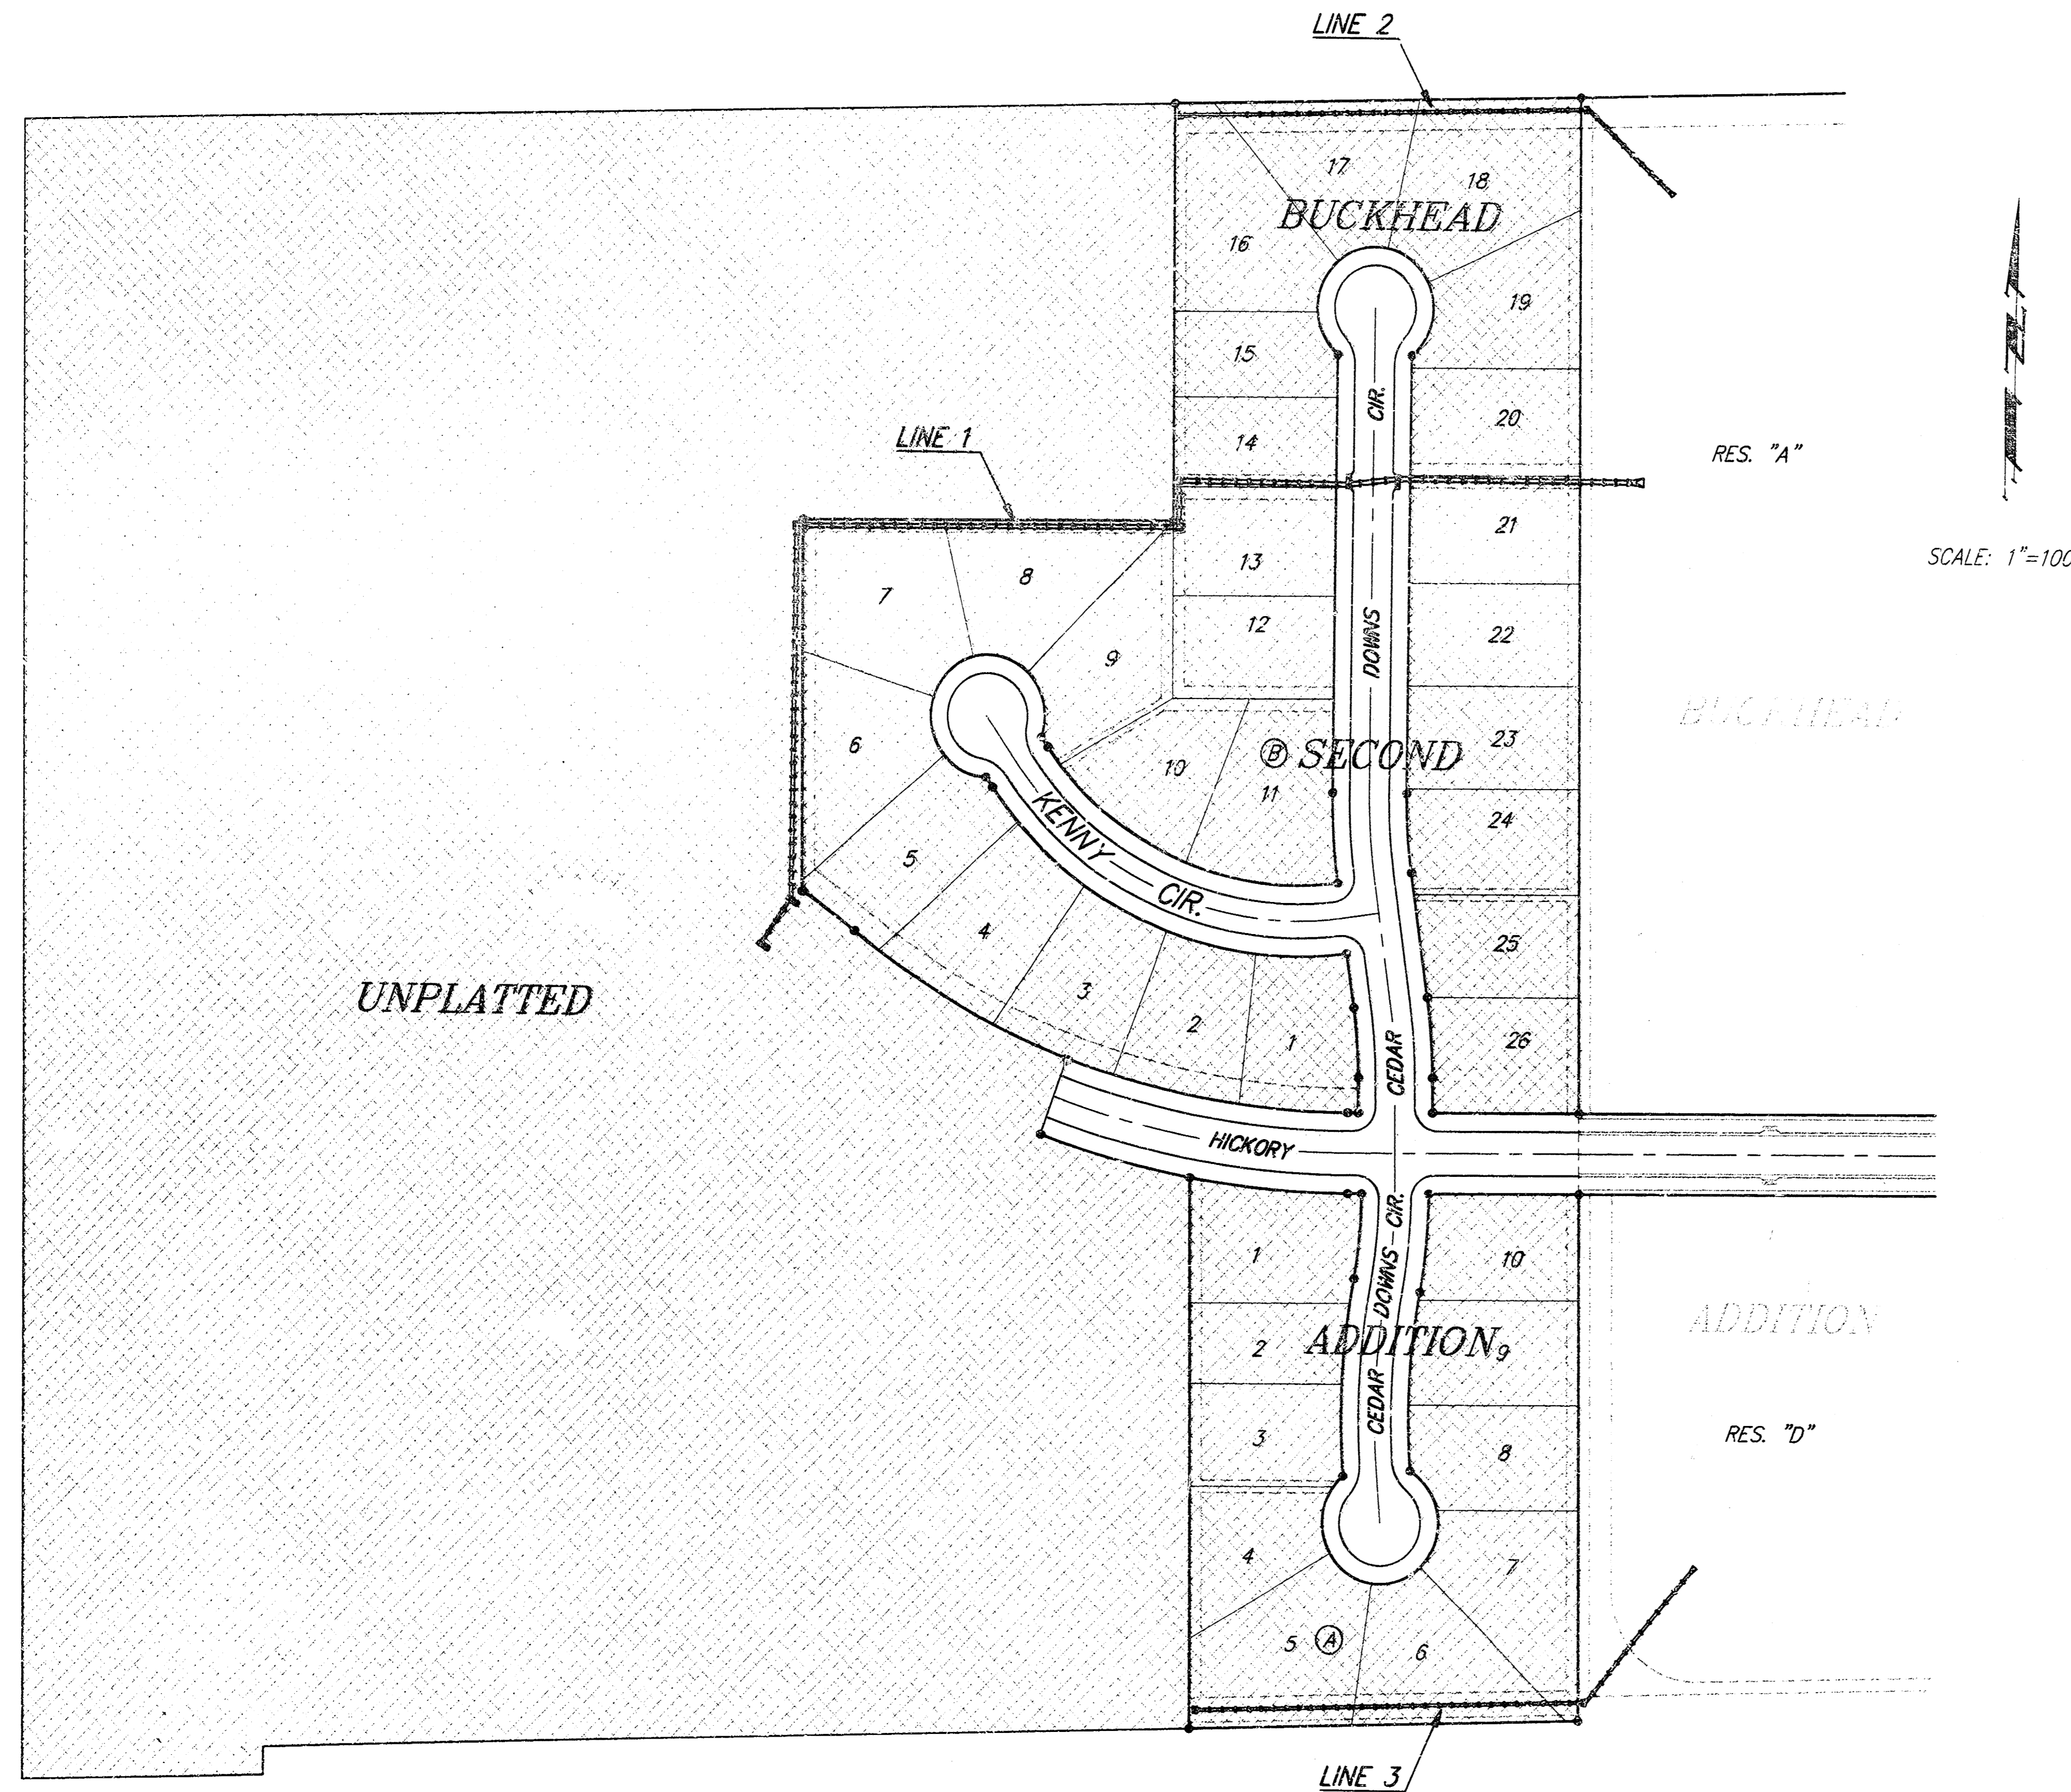 LINE 2
17
18
BUCKHEAD
16
19
15
CIR.
20
14
RES. "A"
LINE 1
21
SCALE: 1"=100
13
8
7
12
DOWNS
22
9
BUCKHEAD
6
23
B SECOND
10
11
KENNY
24
5
CIR.
4
25
3
UNPLATTED
2
1
26
CEDAR
HICKORY
CIR.
1
10
DOWNS
ADDITION
2
ADDITION
9
CEDAR
3
RES. "D"
8
4
7
5 A
6
LINE 3